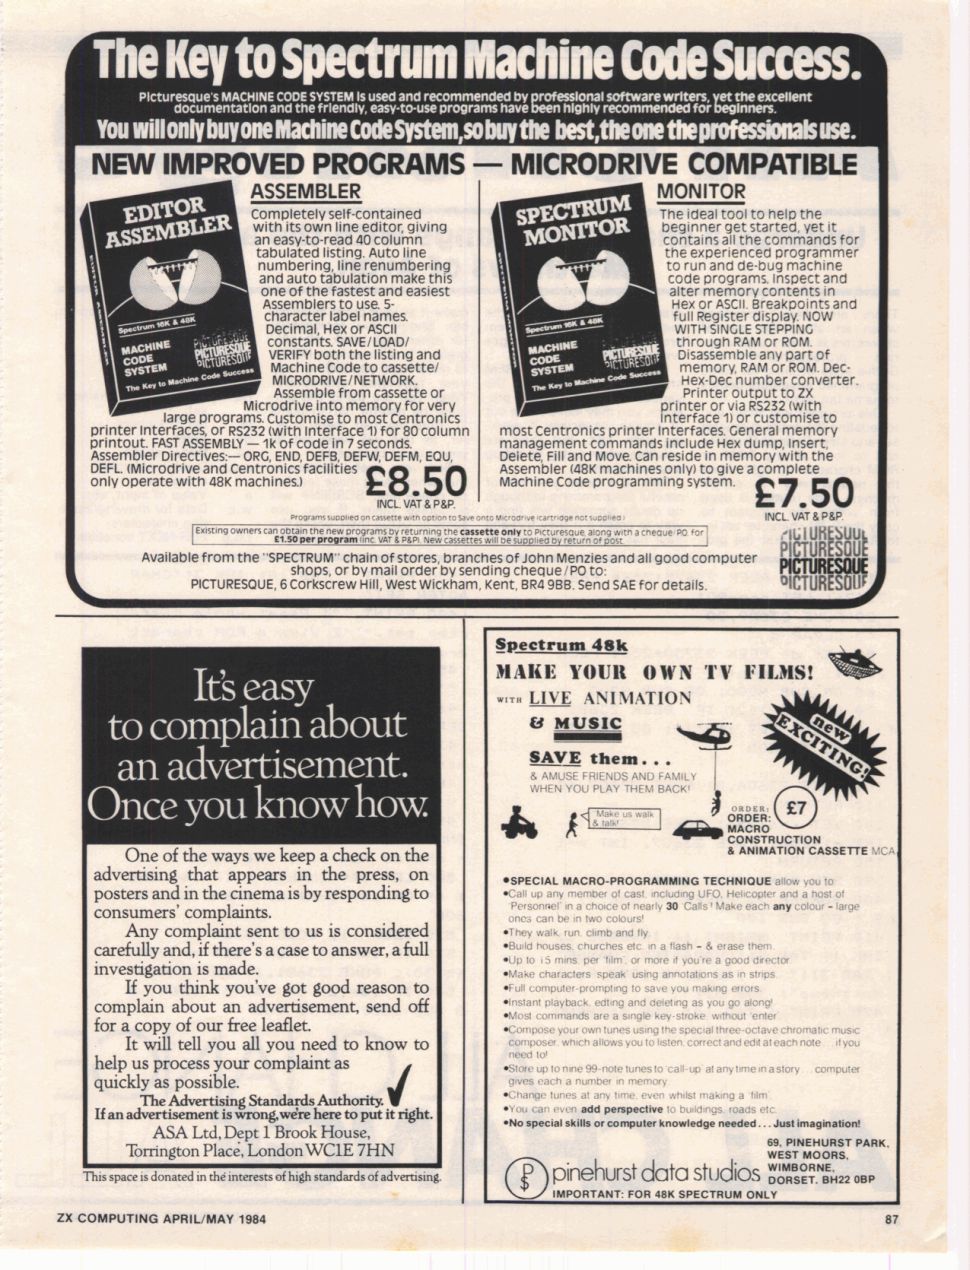 The Key to Spectrum Machine Code Success.
Picturesque's MACHINE CODE SYSTEM is used and recommended by professional software writers, yet the excellent
documentation and the friendly, easy-to-use programs have been highly recommended for beginners.
You will only buy one Machine Code System, so buy the best, the one the professionals use.
NEW IMPROVED PROGRAMS — MICRODRIVE COMPATIBLE
EDITOR
ASSEMBLER
Spectrum 16K & 48K
MACHINE
CODE
SYSTEM
PICTURESQUE
PICTURESQUE
PICTURESQUE
The Key to Machine Code Success
ASSEMBLER
Completely self-contained
with its own line editor, giving
an easy-to-read 40 column
tabulated listing. Auto line
numbering, line renumbering
and auto tabulation make this
one of the fastest and easiest
Assemblers to use 5-
character label names.
Decimal, Hex or ASCII
constants. SAVE/LOAD/
VERIFY both the listing and
Machine Code to cassette/
MICRODRIVE/NETWORK.
Assemble from cassette or
Microdrive into memory for very
large programs. Customise to most Centronics
printer Interfaces, or RS232 (with Interface 1) for 80 column
printout. FAST ASSEMBLY — 1k of code in 7 seconds.
Assembler Directives:— ORG, END, DEFB, DEFW, DEFM, EQU,
DEFL. (Microdrive and Centronics facilities
only operate with 48K machines.)
£8.50
INCL. VAT & P&P.
SPECTRUM
MONITOR
Spectrum 16K & 48K
MACHINE
CODE
SYSTEM
PICTURESQUE
PICTURESQUE
PICTURESQUE
The Key to Machine Code Success
MONITOR
The ideal tool to help the
beginner get started, yet it
contains all the commands for
the experienced programmer
to run and de-bug machine
code programs. Inspect and
alter memory contents in
Hex or ASCII. Breakpoints and
full Register display. NOW
WITH SINGLE STEPPING
through RAM or ROM.
Disassemble any part of
memory, RAM or ROM. Dec-
Hex-Dec number converter.
Printer output to ZX
printer or via RS232 (with
Interface 1) or customise to
most Centronics printer Interfaces. General memory
management commands include Hex dump, Insert,
Delete, Fill and Move. Can reside in memory with the
Assembler (48K machines only) to give a complete
Machine Code programming system.
£7.50
INCL. VAT & P&P.
Programs supplied on cassette with option to Save onto Microdrive (cartridge not supplied.)
Existing owners can obtain the new programs by returning the cassette only to Picturesque, along with a cheque/PO. for
£1.50 per program (inc. VAT & P&P). New cassettes will be supplied by return of post.
Available from the "SPECTRUM" chain of stores, branches of John Menzies and all good computer
shops, or by mail order by sending cheque/PO to:
PICTURESQUE, 6 Corkscrew Hill, West Wickham, Kent, BR4 9BB. Send SAE for details.
PICTURESQUE
PICTURESQUE
PICTURESQUE
PICTURESQUE
It's easy
to complain about
an advertisement.
Once you know how.
One of the ways we keep a check on the
advertising that appears in the press, on
posters and in the cinema is by responding to
consumers' complaints.
Any complaint sent to us is considered
carefully and, if there's a case to answer, a full
investigation is made.
If you think you've got good reason to
complain about an advertisement, send off
for a copy of our free leaflet.
It will tell you all you need to know to
help us process your complaint as
quickly as possible.
The Advertising Standards Authority.
If an advertisement is wrong, we're here to put it right.
ASA Ltd, Dept 1 Brook House,
Torrington Place, London WC1E 7HN
This space is donated in the interests of high standards of advertising.
Spectrum 48k
MAKE YOUR OWN TV FILMS!
WITH LIVE ANIMATION
& MUSIC
SAVE them...
& AMUSE FRIENDS AND FAMILY
WHEN YOU PLAY THEM BACK!
new
EXCITING!
Make us walk
& talk!
ORDER: £7
ORDER:
MACRO
CONSTRUCTION
& ANIMATION CASSETTE MCA,
•SPECIAL MACRO-PROGRAMMING TECHNIQUE allow you to:
•Call up any member of cast, including UFO, Helicopter and a host of
'Personnel' in a choice of nearly 30 'Calls'! Make each any colour – large
ones can be in two colours!
•They walk, run, climb and fly.
•Build houses, churches etc. in a flash – & erase them.
•Up to 15 mins. per 'film', or more if you're a good director.
•Make characters 'speak' using annotations as in strips.
•Full computer-prompting to save you making errors.
•Instant playback, edting and deleting as you go along!
•Most commands are a single key-stroke, without 'enter'.
•Compose your own tunes using the special three-octave chromatic music
composer, which allows you to listen, correct and edit at each note... if you
need to!
•Store up to nine 99-note tunes to 'call-up' at any time in a story... computer
gives each a number in memory.
•Change tunes at any time, even whilst making a 'film'.
•You can even add perspective to buildings, roads etc.
•No special skills or computer knowledge needed... Just imagination!
pinehurst data studios
69, PINEHURST PARK,
WEST MOORS,
WIMBORNE,
DORSET. BH22 0BP
IMPORTANT: FOR 48K SPECTRUM ONLY
ZX COMPUTING APRIL/MAY 1984
87